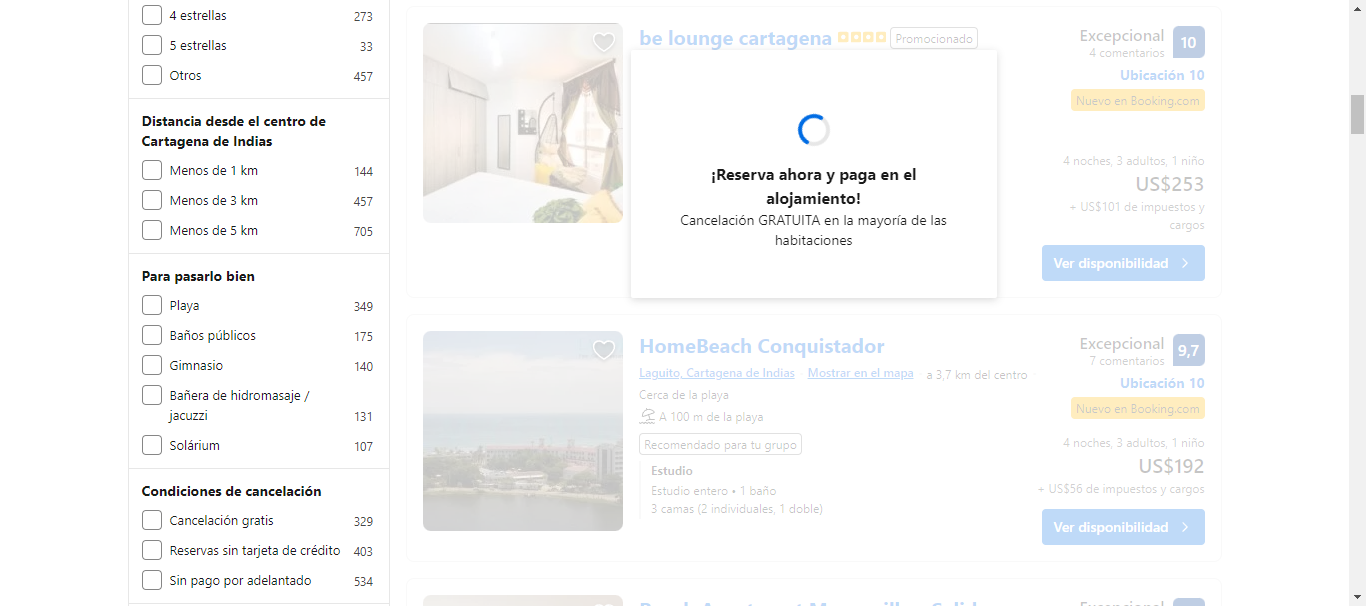 4 estrellas 273
5 estrellas 33
Otros 457
Distancia desde el centro de
Cartagena de Indias
Menos de 1 km 144
Menos de 3 km 457
Menos de 5 km 705
Para pasarlo bien
Playa 349
Baños públicos 175
Gimnasio 140
Bañera de hidromasaje /
jacuzzi 131
Solárium 107
Condiciones de cancelación
Cancelación gratis 329
Reservas sin tarjeta de crédito 403
Sin pago por adelantado 534
be lounge cartagena Promocionado
Excepcional 10
4 comentarios
Ubicación 10
Nuevo en Booking.com
¡Reserva ahora y paga en el
alojamiento!
Cancelación GRATUITA en la mayoría de las
habitaciones
4 noches, 3 adultos, 1 niño
US$253
+ US$101 de impuestos y
cargos
Ver disponibilidad
HomeBeach Conquistador
Laguito, Cartagena de Indias Mostrar en el mapa a 3,7 km del centro
Cerca de la playa
A 100 m de la playa
Recomendado para tu grupo
Estudio
Estudio entero • 1 baño
3 camas (2 individuales, 1 doble)
Excepcional 9,7
7 comentarios
Ubicación 10
Nuevo en Booking.com
4 noches, 3 adultos, 1 niño
US$192
+ US$56 de impuestos y cargos
Ver disponibilidad